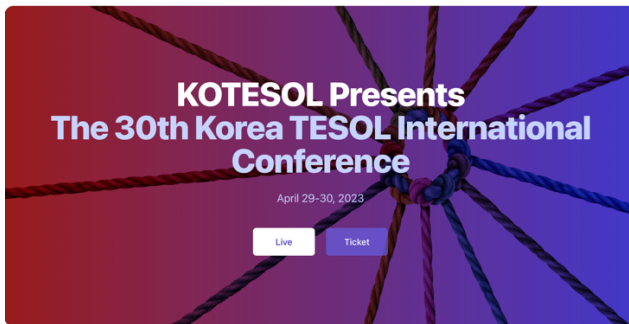 KOTESOL Presents
The 30th Korea TESOL International
Conference
April 29-30, 2023
Live
Ticket